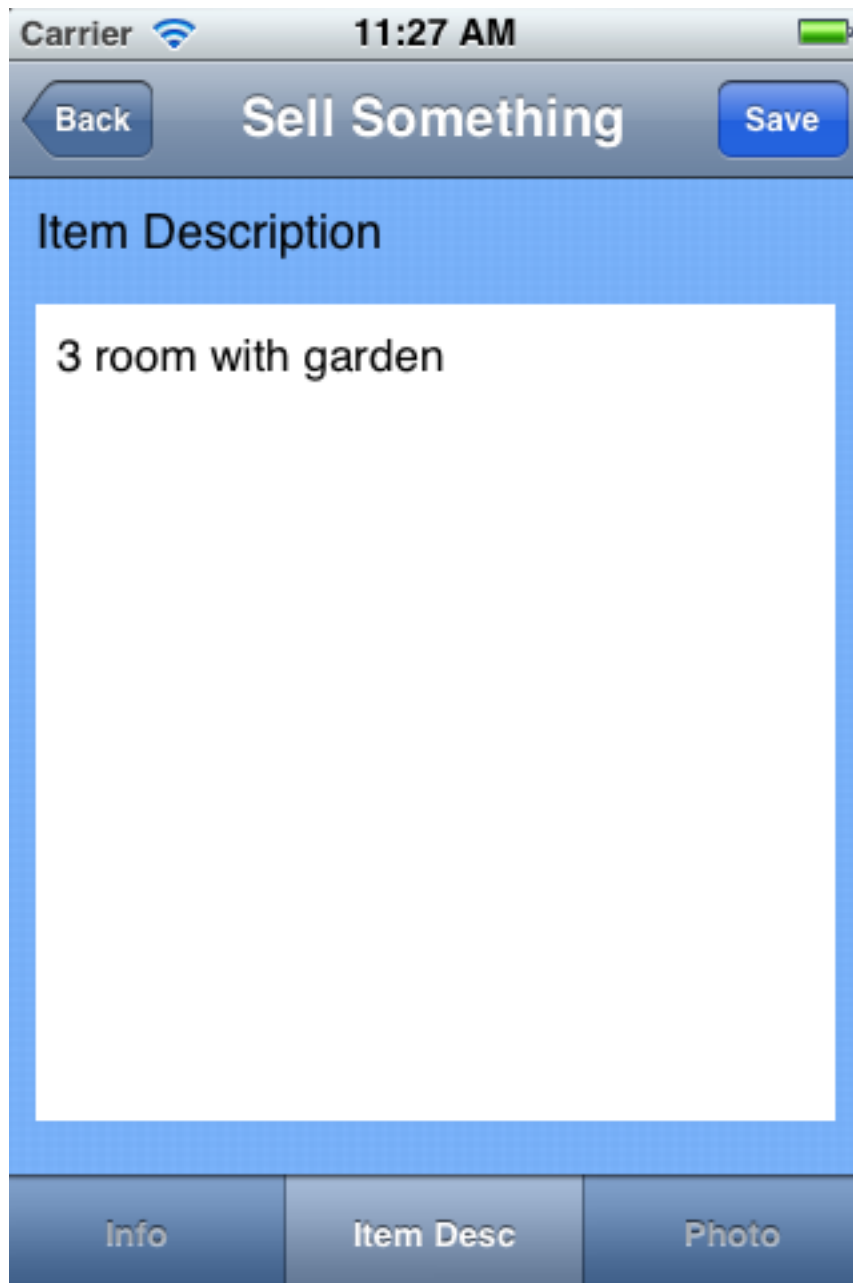 Carrier 11:27 AM
Back Sell Something Save
Item Description
3 room with garden
Info Item Desc Photo